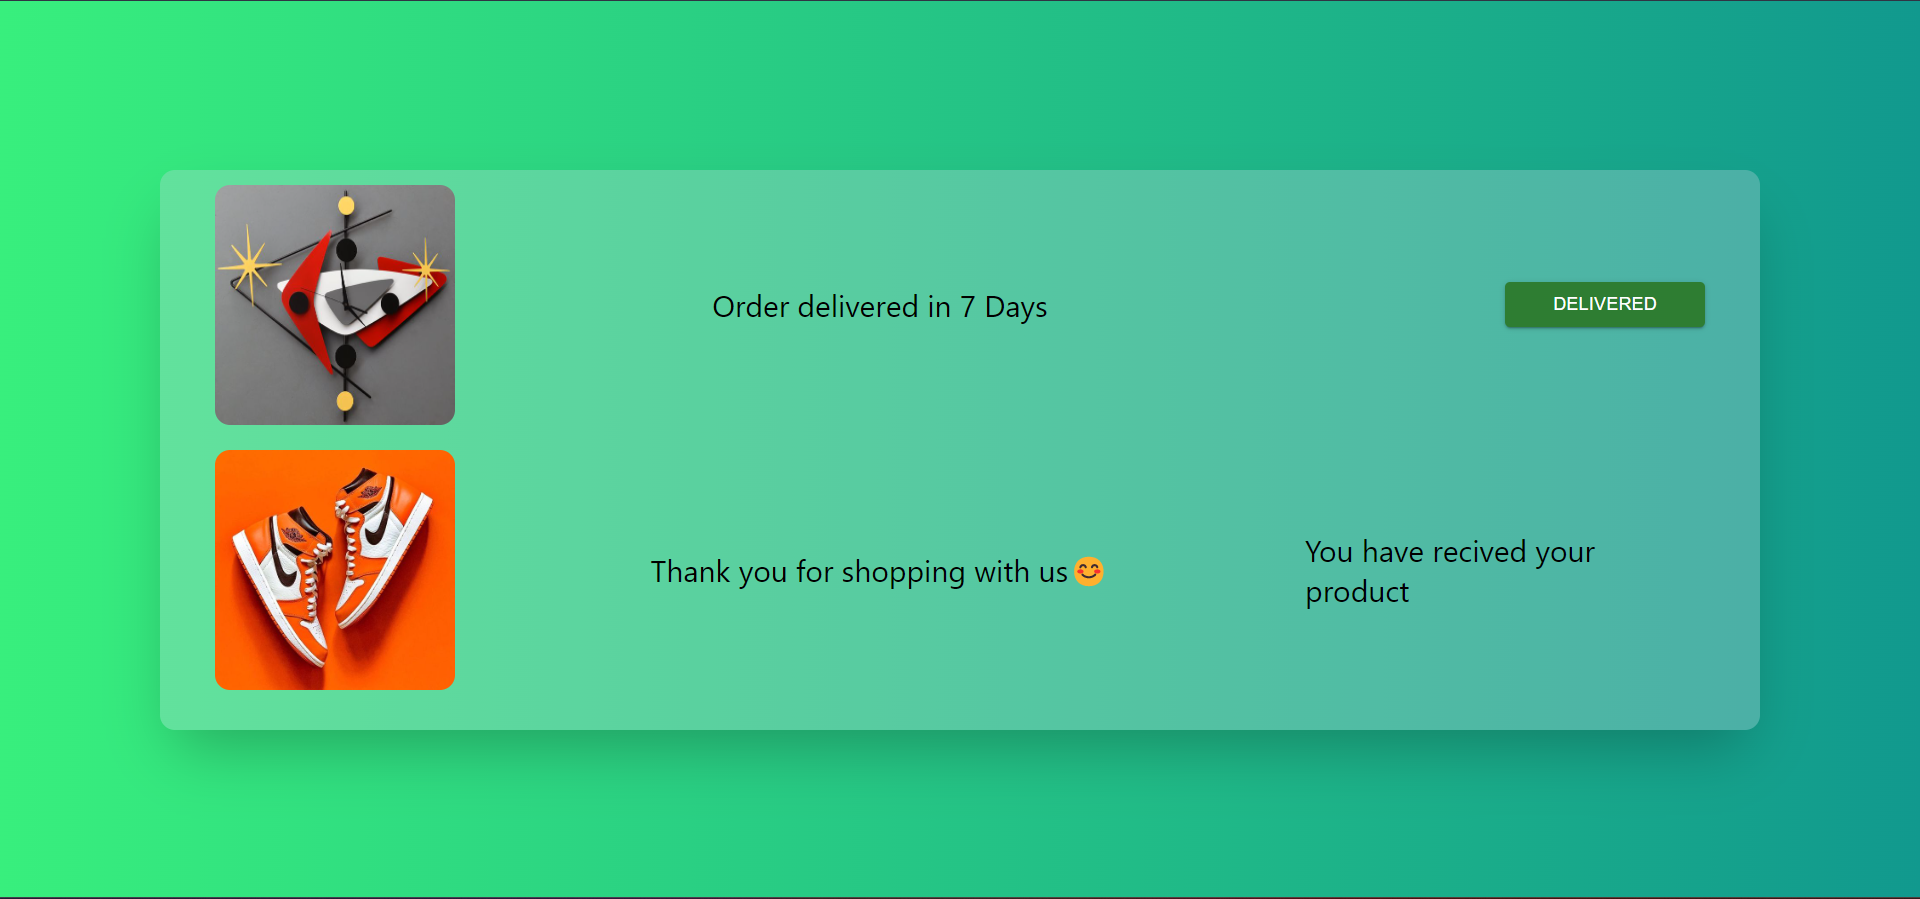 Order delivered in 7 Days
DELIVERED
Thank you for shopping with us😊
You have recived your
product